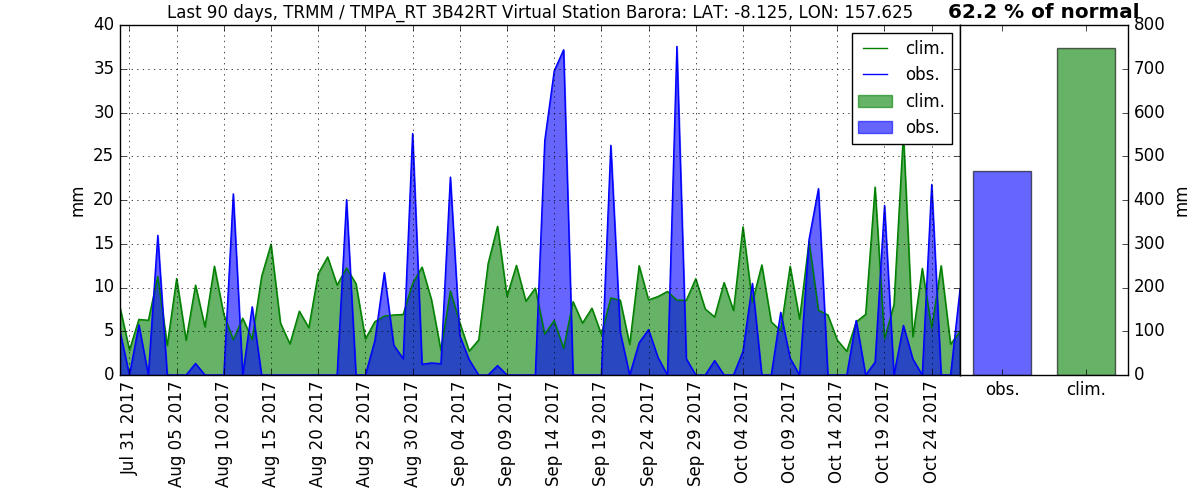 Last 90 days, TRMM / TMPA_RT 3B42RT Virtual Station Barora: LAT: -8.125, LON: 157.625
62.2 % of normal
40
35
30
25
20
15
10
5
0
mm
clim.
obs.
clim.
obs.
800
700
600
500
400
300
200
100
0
mm
Jul 31 2017
Aug 05 2017
Aug 10 2017
Aug 15 2017
Aug 20 2017
Aug 25 2017
Aug 30 2017
Sep 04 2017
Sep 09 2017
Sep 14 2017
Sep 19 2017
Sep 24 2017
Sep 29 2017
Oct 04 2017
Oct 09 2017
Oct 14 2017
Oct 19 2017
Oct 24 2017
obs.
clim.